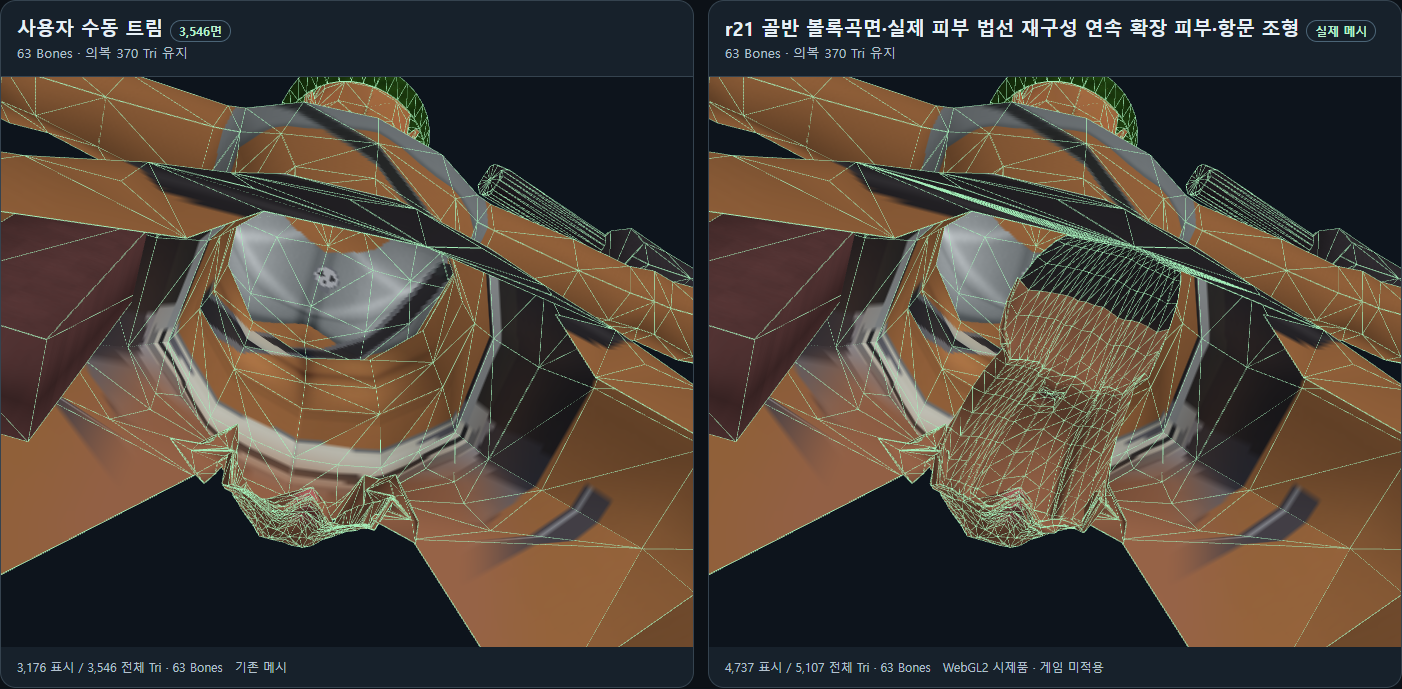 사용자 수동 트림 3,546면
63 Bones · 의복 370 Tri 유지
3,176 표시 / 3,546 전체 Tri · 63 Bones 기존 메시
r21 골반 볼록곡면·실제 피부 법선 재구성 연속 확장 피부·항문 조형 실제 메시
63 Bones · 의복 370 Tri 유지
4,737 표시 / 5,107 전체 Tri · 63 Bones WebGL2 시제품 · 게임 미적용